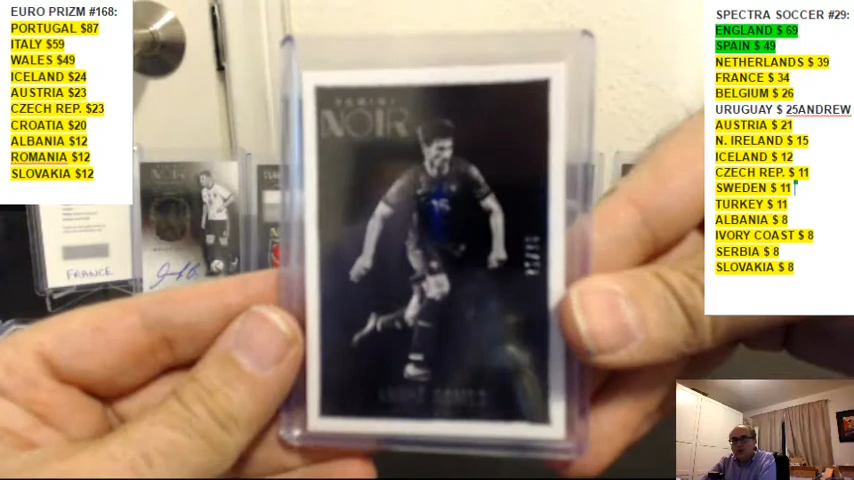 EURO PRIZM #168:
PORTUGAL $87
ITALY $59
WALES $49
ICELAND $24
AUSTRIA $23
CZECH REP. $23
CROATIA $20
ALBANIA $12
ROMANIA $12
SLOVAKIA $12
SPECTRA SOCCER #29:
ENGLAND $ 69
SPAIN $ 49
NETHERLANDS $ 39
FRANCE $ 34
BELGIUM $ 26
URUGUAY $ 25ANDREW
AUSTRIA $ 21
N. IRELAND $ 15
ICELAND $ 12
CZECH REP. $ 11
SWEDEN $ 11
TURKEY $ 11
ALBANIA $ 8
IVORY COAST $ 8
SERBIA $ 8
SLOVAKIA $ 8
PANINI
NOIR
15
FRANCE